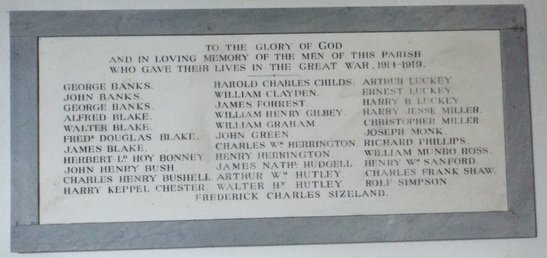 TO THE GLORY OF GOD
AND IN LOVING MEMORY OF THE MEN OF THIS PARISH
WHO GAVE THEIR LIVES IN THE GREAT WAR, 1914-1919.
GEORGE BANKS.
JOHN BANKS.
GEORGE BANKS.
ALFRED BLAKE.
WALTER BLAKE.
FREDK DOUGLAS BLAKE.
JAMES BLAKE.
HERBERT LD HOY BONNEY
JOHN HENRY BUSH.
CHARLES HENRY BUSHELL
HARRY KEPPEL CHESTER.
HAROLD CHARLES CHILDS.
WILLIAM CLAYDEN.
JAMES FORREST.
WILLIAM HENRY GILBEY.
WILLIAM GRAHAM.
JOHN GREEN.
CHARLES WM HERRINGTON.
HENRY HERRINGTON
JAMES NATHL HUDGELL
ARTHUR WM HUTLEY.
WALTER HY HUTLEY
ARTHUR LUCKEY
ERNEST LUCKEY
HARRY B LUCKEY
HARRY JESSE MILLER.
CHRISTOPHER MILLER.
JOSEPH MONK.
RICHARD PHILLIPS.
WILLIAM MUNRO ROSS.
HENRY WM SANFORD.
CHARLES FRANK SHAW.
ROLF SIMPSON
FREDERICK CHARLES SIZELAND.